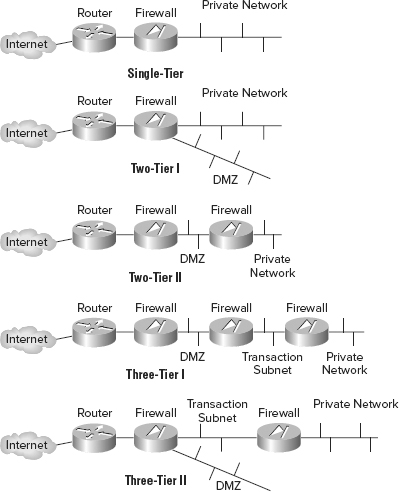 Private Network
Router Firewall
Internet
Single-Tier
Private Network
Router Firewall
Internet
Two-Tier I
DMZ
Router Firewall Firewall
Internet
DMZ Private
Network
Two-Tier II
Router Firewall Firewall Firewall
Internet
DMZ Transaction Private
Subnet Network
Three-Tier I
Transaction Private Network
Router Firewall Subnet Firewall
Internet
Three-Tier II
DMZ